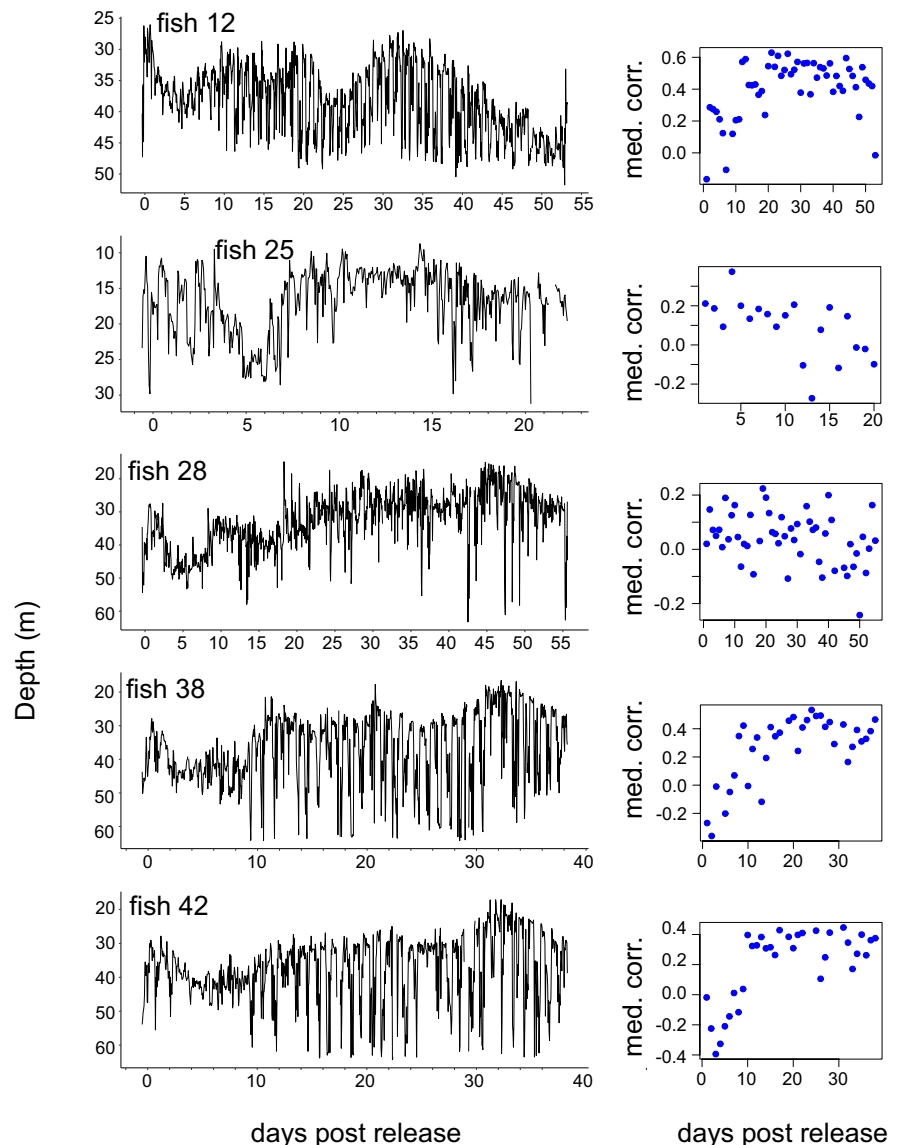 fish 12
25
30
35
40
45
50
0 5 10 15 20 25 30 35 40 45 50 55
med. corr.
0.6
0.4
0.2
0.0
0 10 20 30 40 50
fish 25
10
15
20
25
30
0 5 10 15 20
med. corr.
0.2
0.0
-0.2
5 10 15 20
fish 28
20
30
40
50
60
0 5 10 15 20 25 30 35 40 45 50 55
med. corr.
0.2
0.0
-0.2
0 10 20 30 40 50
Depth (m)
fish 38
20
30
40
50
60
0 10 20 30 40
med. corr.
0.4
0.2
0.0
-0.2
0 10 20 30
fish 42
20
30
40
50
60
0 10 20 30 40
med. corr.
0.4
0.2
0.0
-0.2
-0.4
0 10 20 30
days post release
days post release